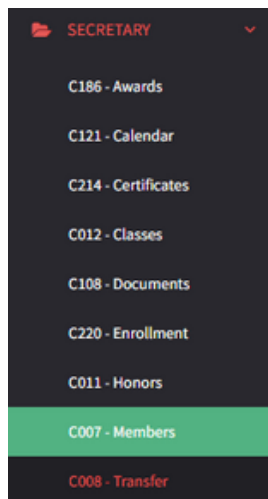 SECRETARY
C186 - Awards
C121 - Calendar
C214 - Certificates
C012 - Classes
C108 - Documents
C220 - Enrollment
C011 - Honors
C007 - Members
C008 - Transfer